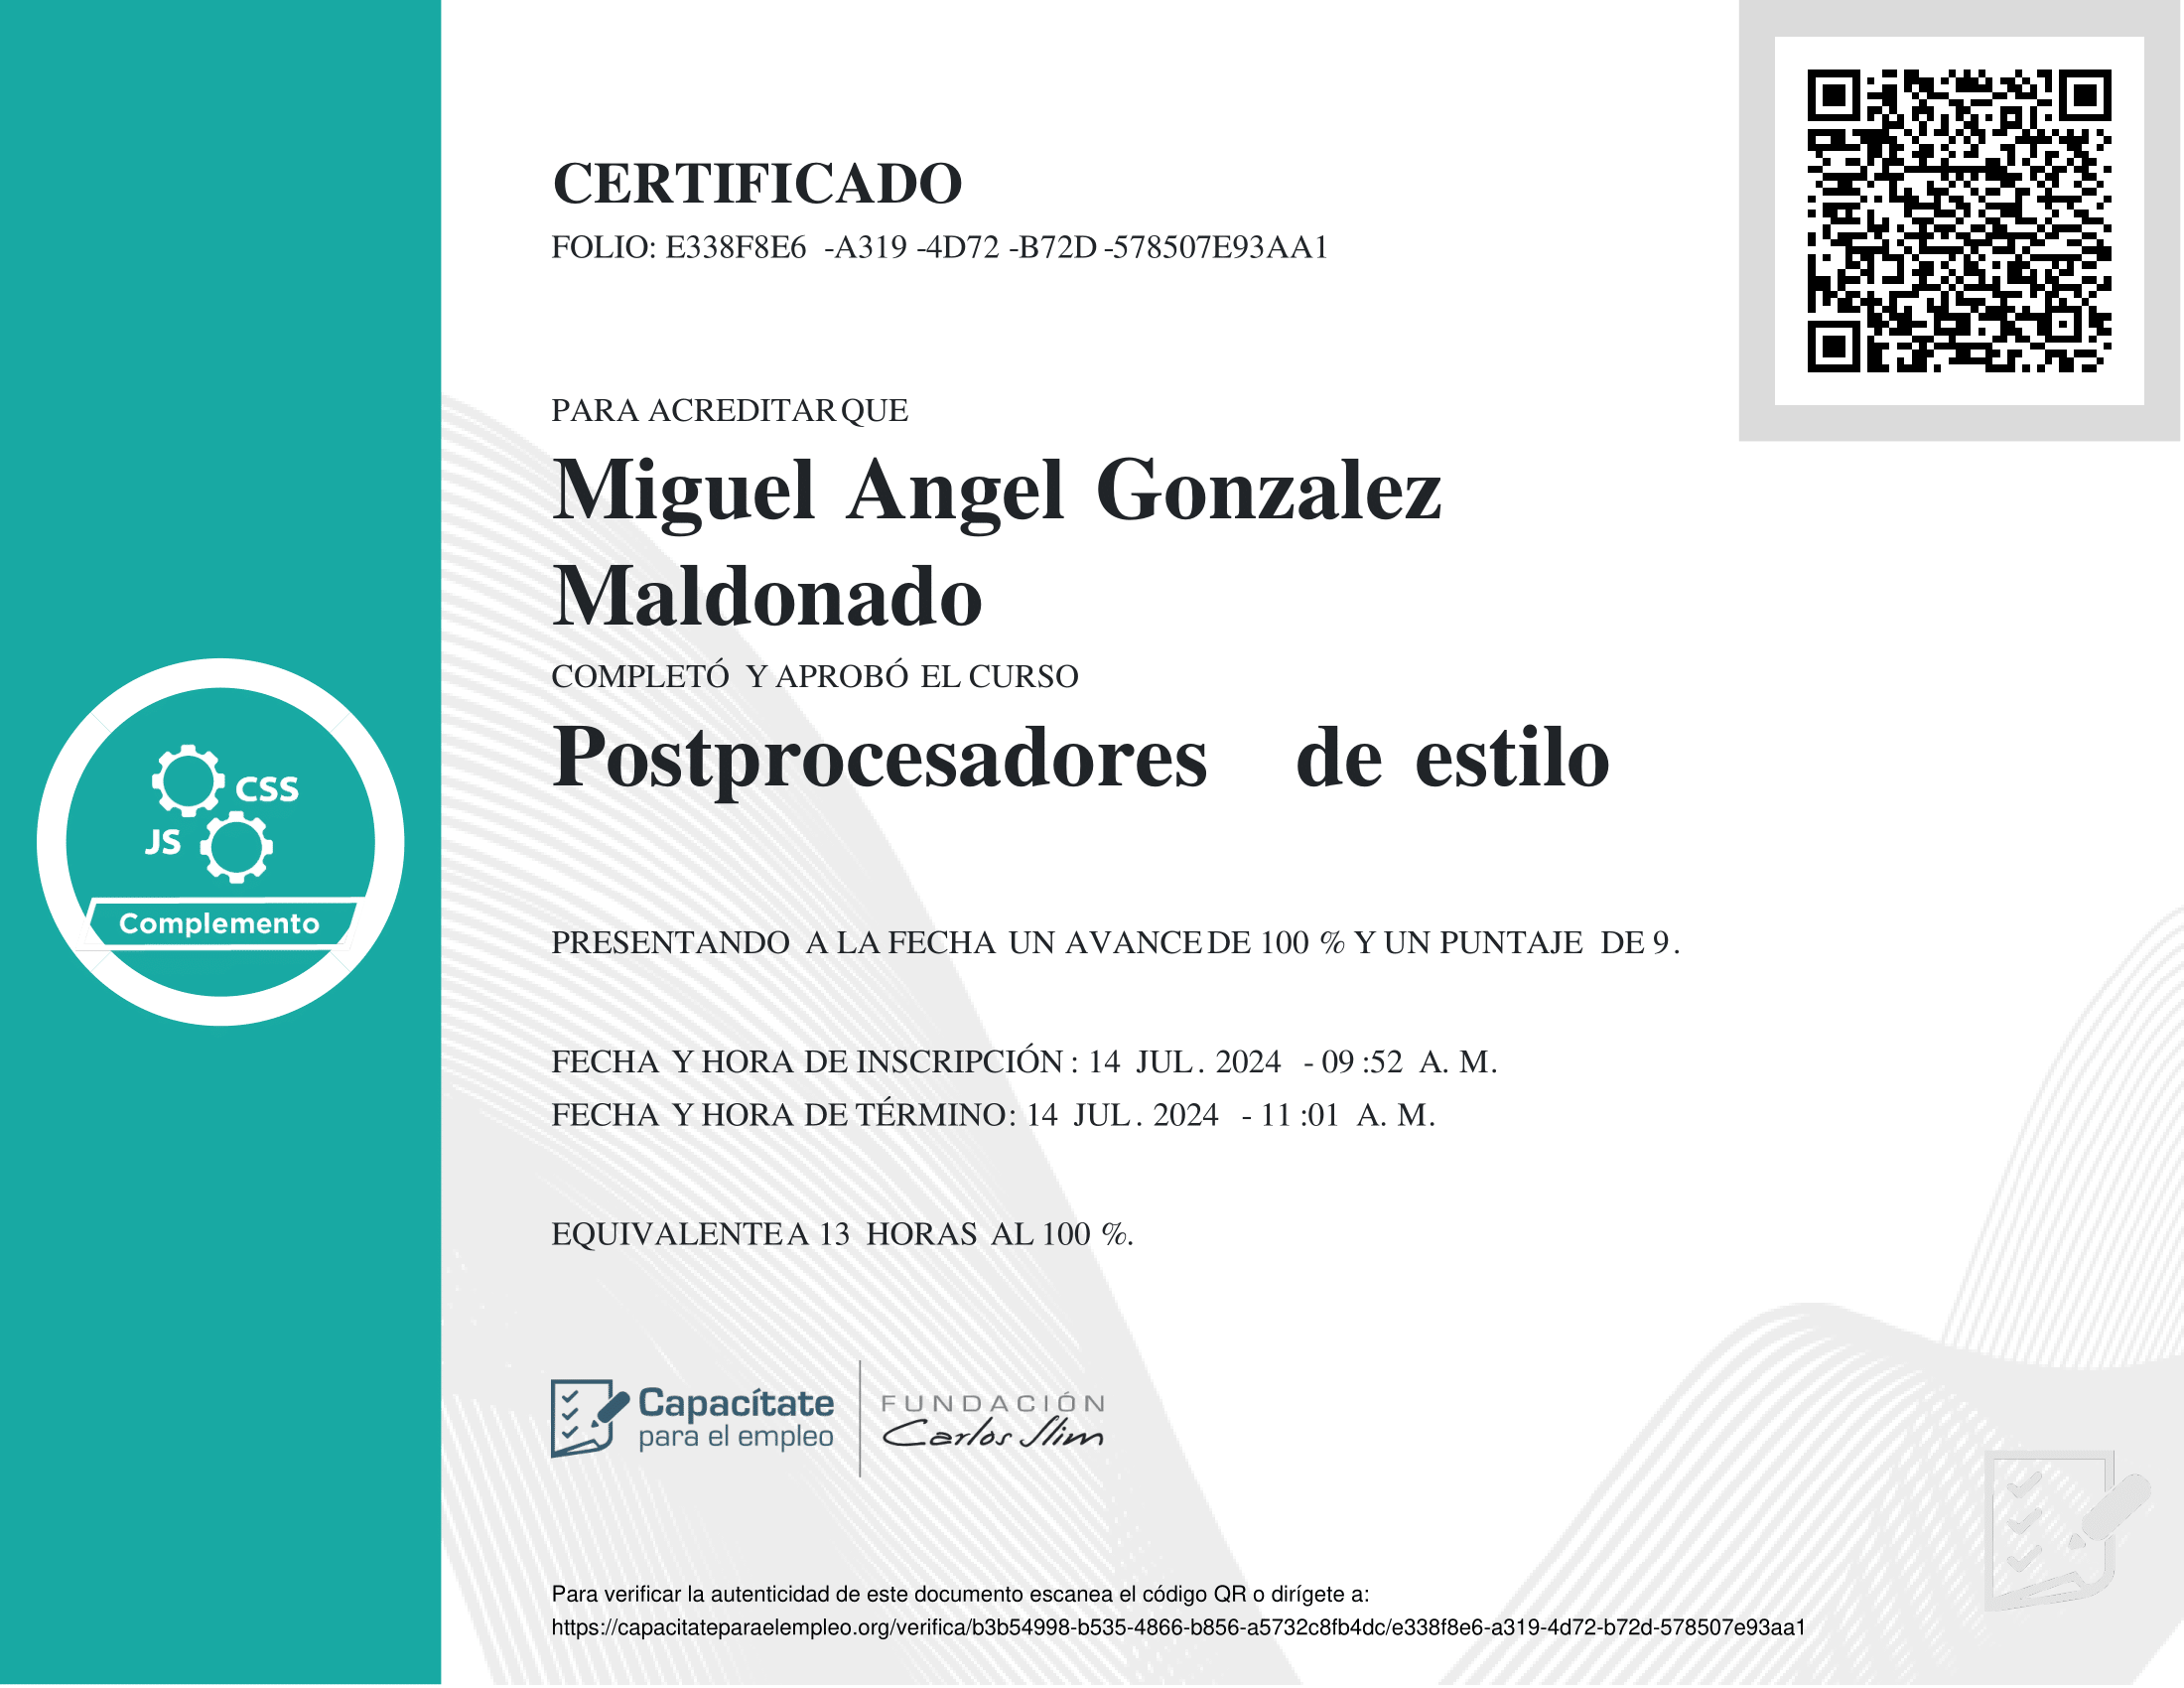 CERTIFICADO
FOLIO: E338F8E6 -A319 -4D72 -B72D -578507E93AA1
PARA ACREDITAR QUE
Miguel Angel Gonzalez
Maldonado
COMPLETÓ Y APROBÓ EL CURSO
Postprocesadores de estilo
CSS
JS
Complemento
PRESENTANDO A LA FECHA UN AVANCE DE 100 % Y UN PUNTAJE DE 9.
FECHA Y HORA DE INSCRIPCIÓN : 14 JUL. 2024 - 09 :52 A. M.
FECHA Y HORA DE TÉRMINO: 14 JUL. 2024 - 11 :01 A. M.
EQUIVALENTE A 13 HORAS AL 100 %.
Capacítate
para el empleo
FUNDACIÓN
Carlos Slim
Para verificar la autenticidad de este documento escanea el código QR o dirígete a:
https://capacitateparaelempleo.org/verifica/b3b54998-b535-4866-b856-a5732c8fb4dc/e338f8e6-a319-4d72-b72d-578507e93aa1